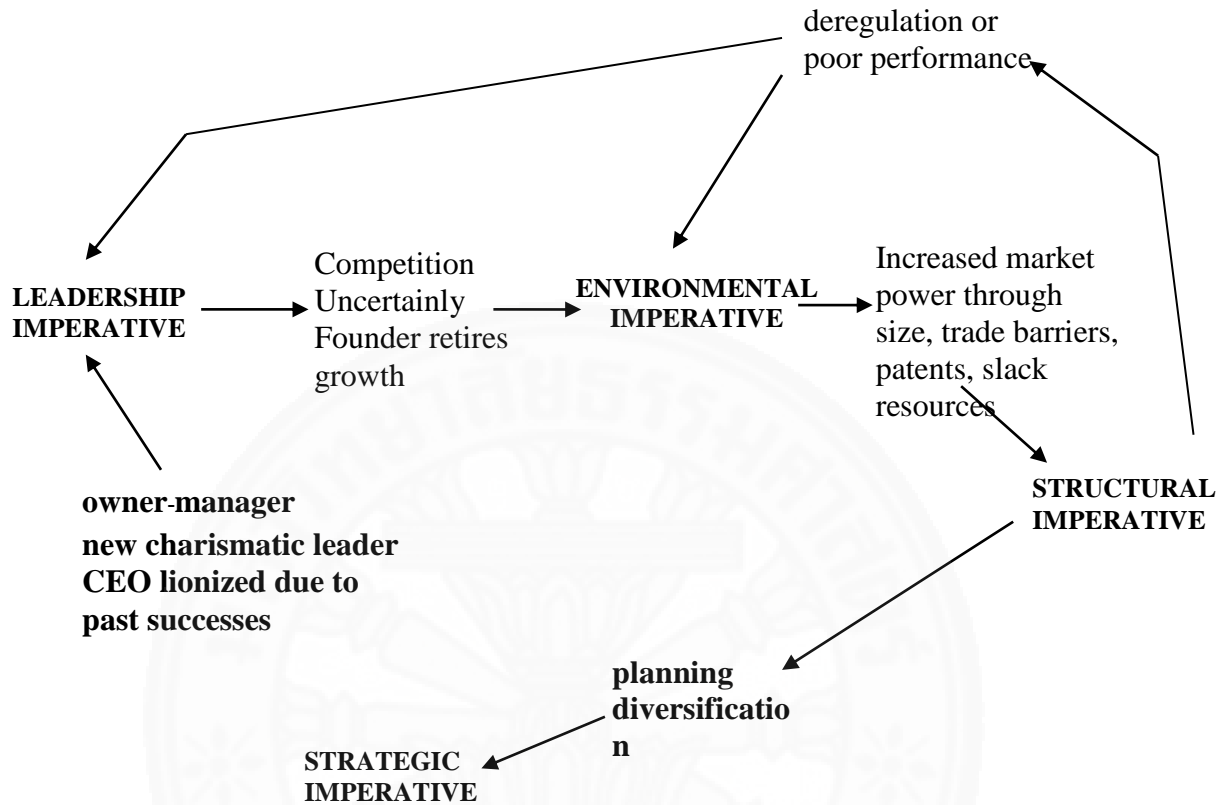 deregulation or
poor performance
LEADERSHIP
IMPERATIVE
Competition
Uncertainly
Founder retires
growth
ENVIRONMENTAL
IMPERATIVE
Increased market
power through
size, trade barriers,
patents, slack
resources
owner-manager
new charismatic leader
CEO lionized due to
past successes
STRUCTURAL
IMPERATIVE
planning
diversificatio
n
STRATEGIC
IMPERATIVE